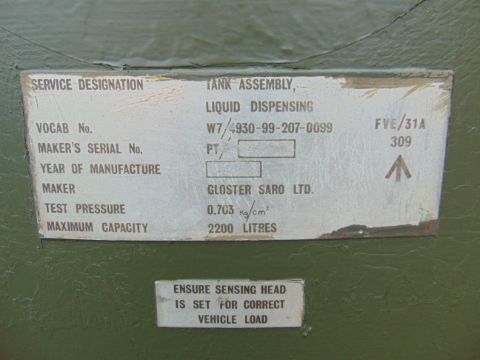 SERVICE DESIGNATION TANK ASSEMBLY,
LIQUID DISPENSING
VOCAB No. W7/4930-99-207-0099 FVE/31A
MAKER'S SERIAL No. PT/ 309
YEAR OF MANUFACTURE
MAKER GLOSTER SARO LTD.
TEST PRESSURE 0.703 kg/cm²
MAXIMUM CAPACITY 2200 LITRES
ENSURE SENSING HEAD
IS SET FOR CORRECT
VEHICLE LOAD